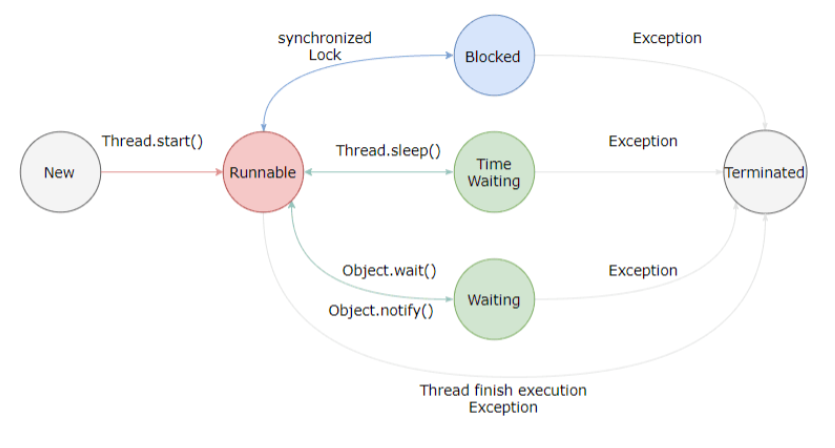 synchronized
Lock
Blocked
Exception
New
Thread.start()
Runnable
Thread.sleep()
Time
Waiting
Exception
Terminated
Object.wait()
Object.notify()
Waiting
Exception
Thread finish execution
Exception